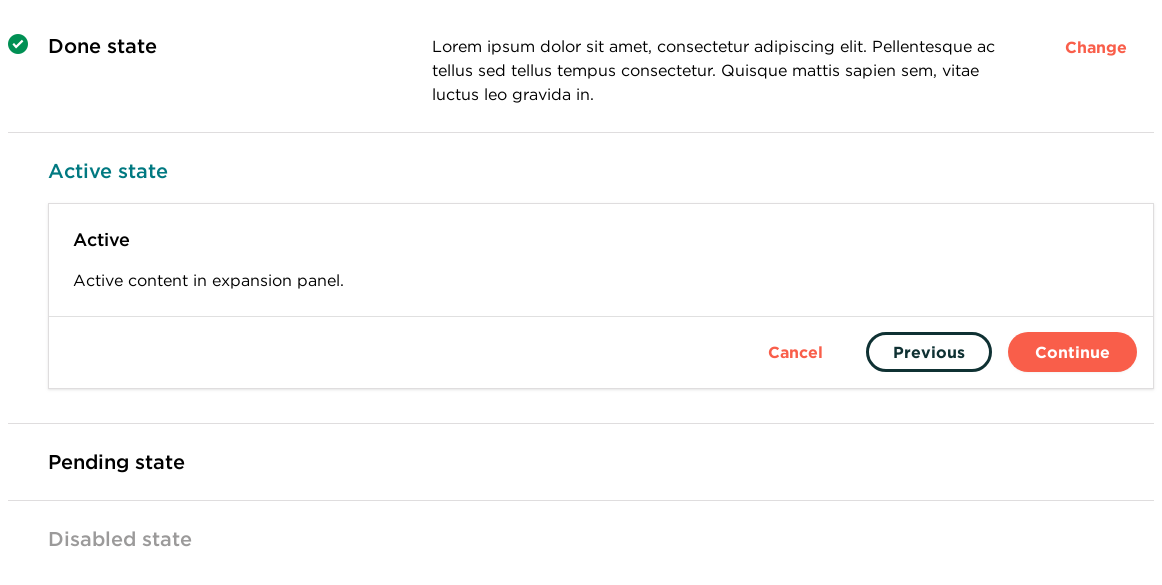 Done state
Lorem ipsum dolor sit amet, consectetur adipiscing elit. Pellentesque ac
tellus sed tellus tempus consectetur. Quisque mattis sapien sem, vitae
luctus leo gravida in.
Change
Active state
Active
Active content in expansion panel.
Cancel
Previous
Continue
Pending state
Disabled state